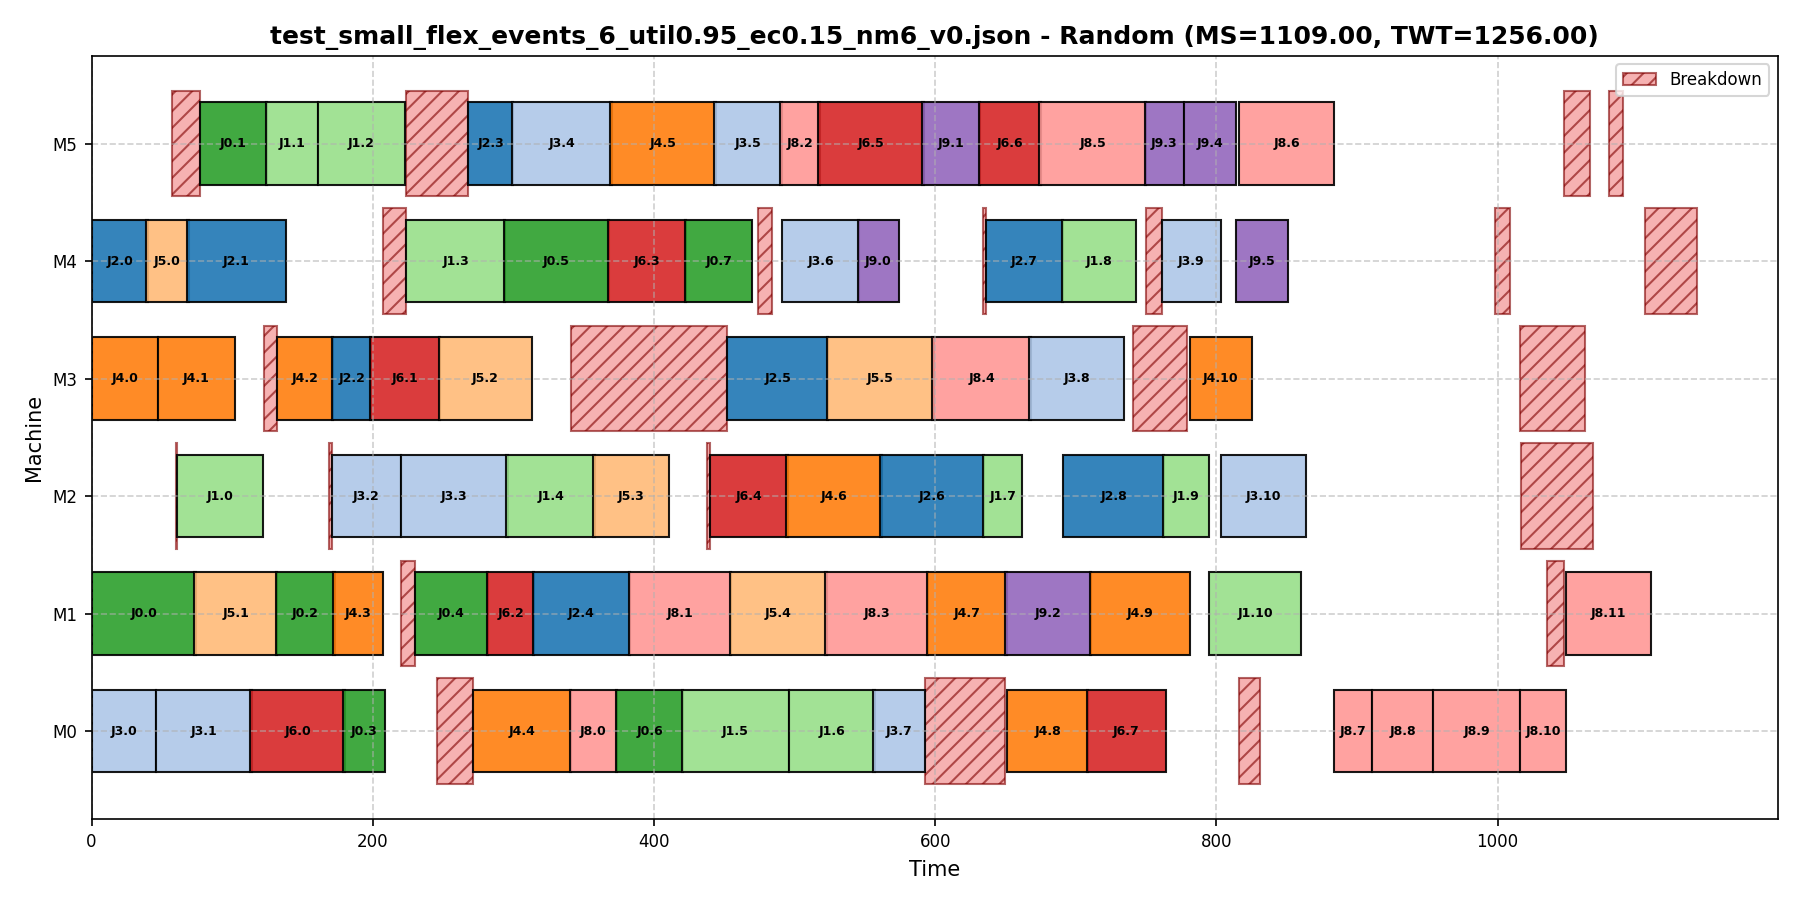 test_small_flex_events_6_util0.95_ec0.15_nm6_v0.json - Random (MS=1109.00, TWT=1256.00)
Breakdown
M5 J0.1 J1.1 J1.2 J2.3 J3.4 J4.5 J3.5 J8.2 J6.5 J9.1 J6.6 J8.5 J9.3 J9.4 J8.6
M4 J2.0 J5.0 J2.1 J1.3 J0.5 J6.3 J0.7 J3.6 J9.0 J2.7 J1.8 J3.9 J9.5
M3 J4.0 J4.1 J4.2 J2.2 J6.1 J5.2 J2.5 J5.5 J8.4 J3.8 J4.10
Machine
M2 J1.0 J3.2 J3.3 J1.4 J5.3 J6.4 J4.6 J2.6 J1.7 J2.8 J1.9 J3.10
M1 J0.0 J5.1 J0.2 J4.3 J0.4 J6.2 J2.4 J8.1 J5.4 J8.3 J4.7 J9.2 J4.9 J1.10 J8.11
M0 J3.0 J3.1 J6.0 J0.3 J4.4 J8.0 J0.6 J1.5 J1.6 J3.7 J4.8 J6.7 J8.7 J8.8 J8.9 J8.10
0 200 400 600 800 1000
Time